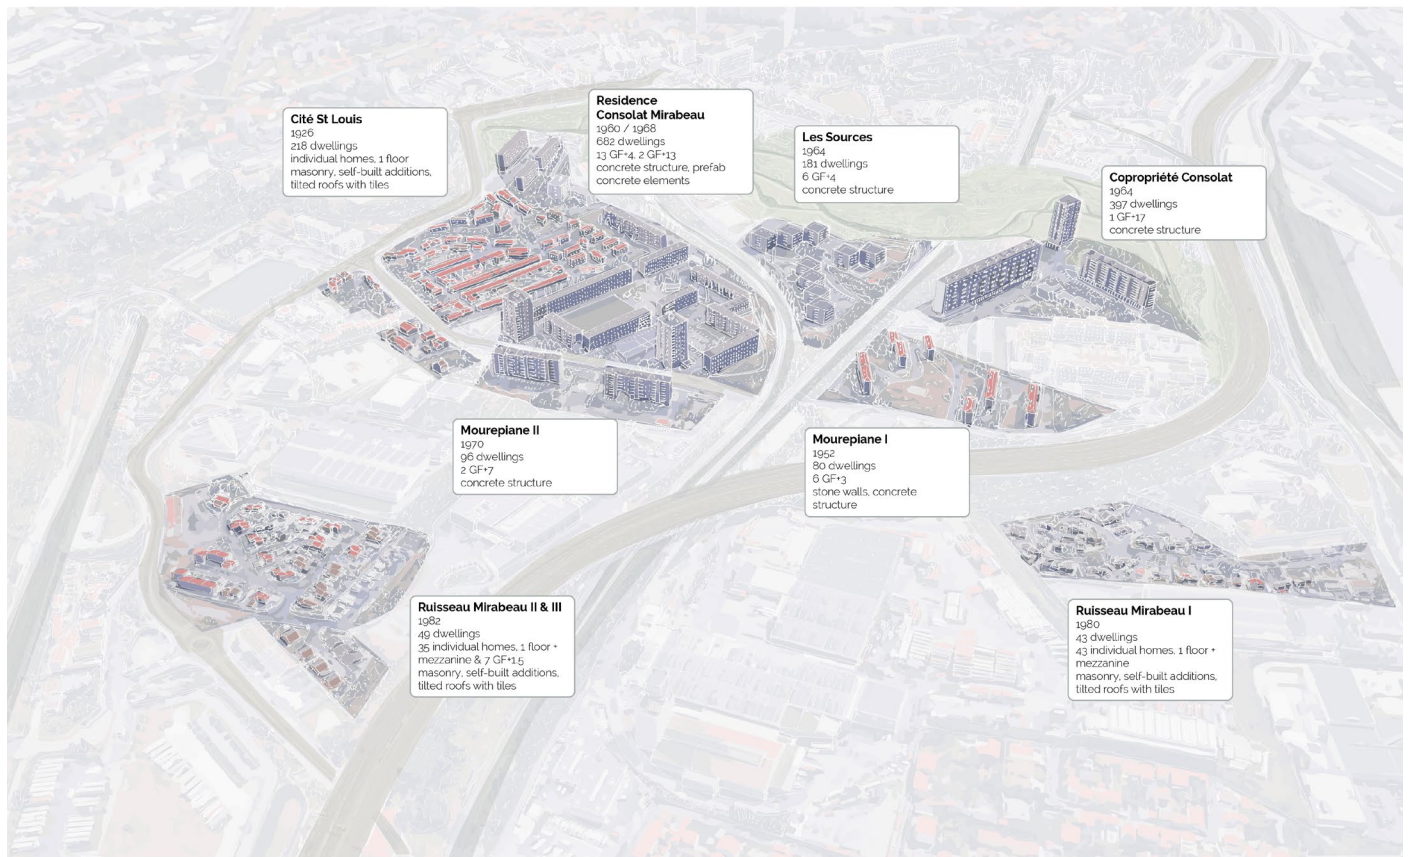 Cité St Louis
1926
218 dwellings
individual homes, 1 floor
masonry, self-built additions,
tilted roofs with tiles
Residence
Consolat Mirabeau
1960 / 1968
682 dwellings
13 GF+4, 2 GF+13
concrete structure, prefab
concrete elements
Les Sources
1964
181 dwellings
6 GF+4
concrete structure
Copropriété Consolat
1964
397 dwellings
1 GF+17
concrete structure
Mourepiane II
1970
96 dwellings
2 GF+7
concrete structure
Mourepiane I
1952
80 dwellings
6 GF+3
stone walls, concrete
structure
Ruisseau Mirabeau II & III
1982
49 dwellings
35 individual homes, 1 floor +
mezzanine & 7 GF+1.5
masonry, self-built additions,
tilted roofs with tiles
Ruisseau Mirabeau I
1980
43 dwellings
43 individual homes, 1 floor +
mezzanine
masonry, self-built additions,
tilted roofs with tiles